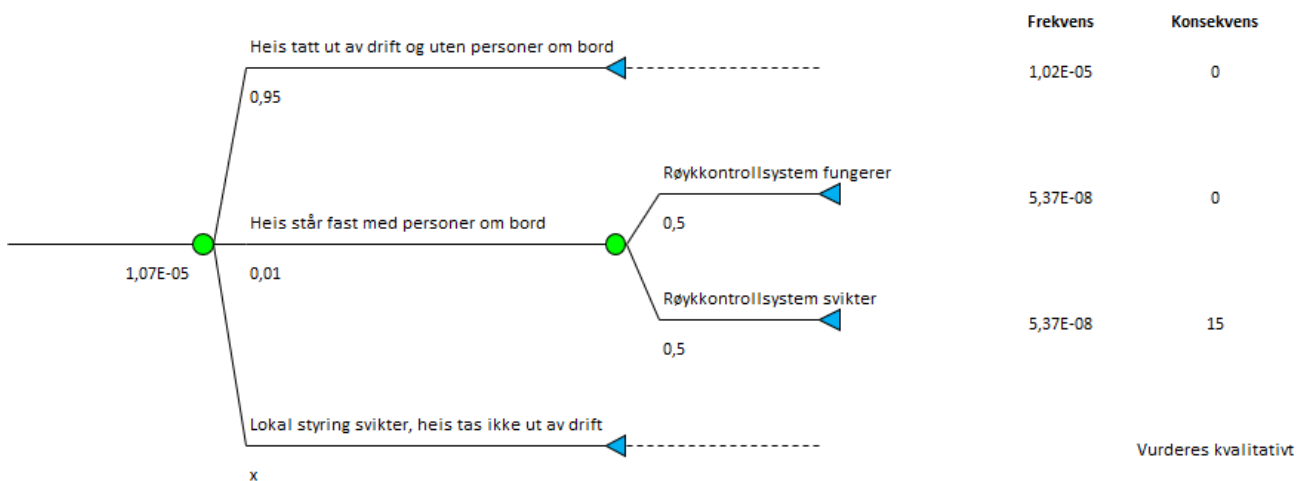 Frekvens Konsekvens
Heis tatt ut av drift og uten personer om bord
0,95
1,02E-05 0
Røykkontrollsystem fungerer
0,5
5,37E-08 0
Heis står fast med personer om bord
1,07E-05 0,01
Røykkontrollsystem svikter
0,5
5,37E-08 15
Lokal styring svikter, heis tas ikke ut av drift
x
Vurderes kvalitativt